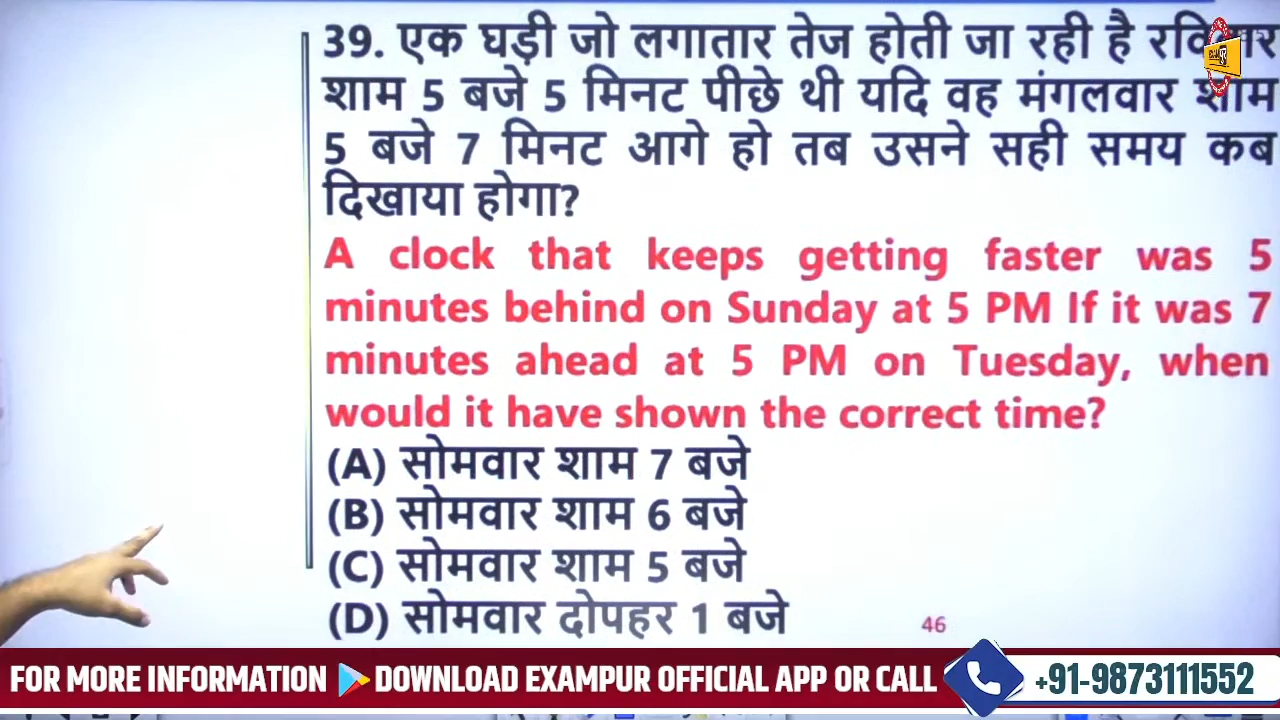 39. एक घड़ी जो लगातार तेज होती जा रही है
शाम 5 बजे 5 मिनट पीछे थी यदि वह मंगलवार शाम
5 बजे 7 मिनट आगे हो तब उसने सही समय कब
दिखाया होगा?
A clock that keeps getting faster was 5
minutes behind on Sunday at 5 PM If it was 7
minutes ahead at 5 PM on Tuesday, when
would it have shown the correct time?
(A) सोमवार शाम 7 बजे
(B) सोमवार शाम 6 बजे
(C) सोमवार शाम 5 बजे
(D) सोमवार दोपहर 1 बजे
46
FOR MORE INFORMATION DOWNLOAD EXAMPUR OFFICIAL APP OR CALL +91-9873111552